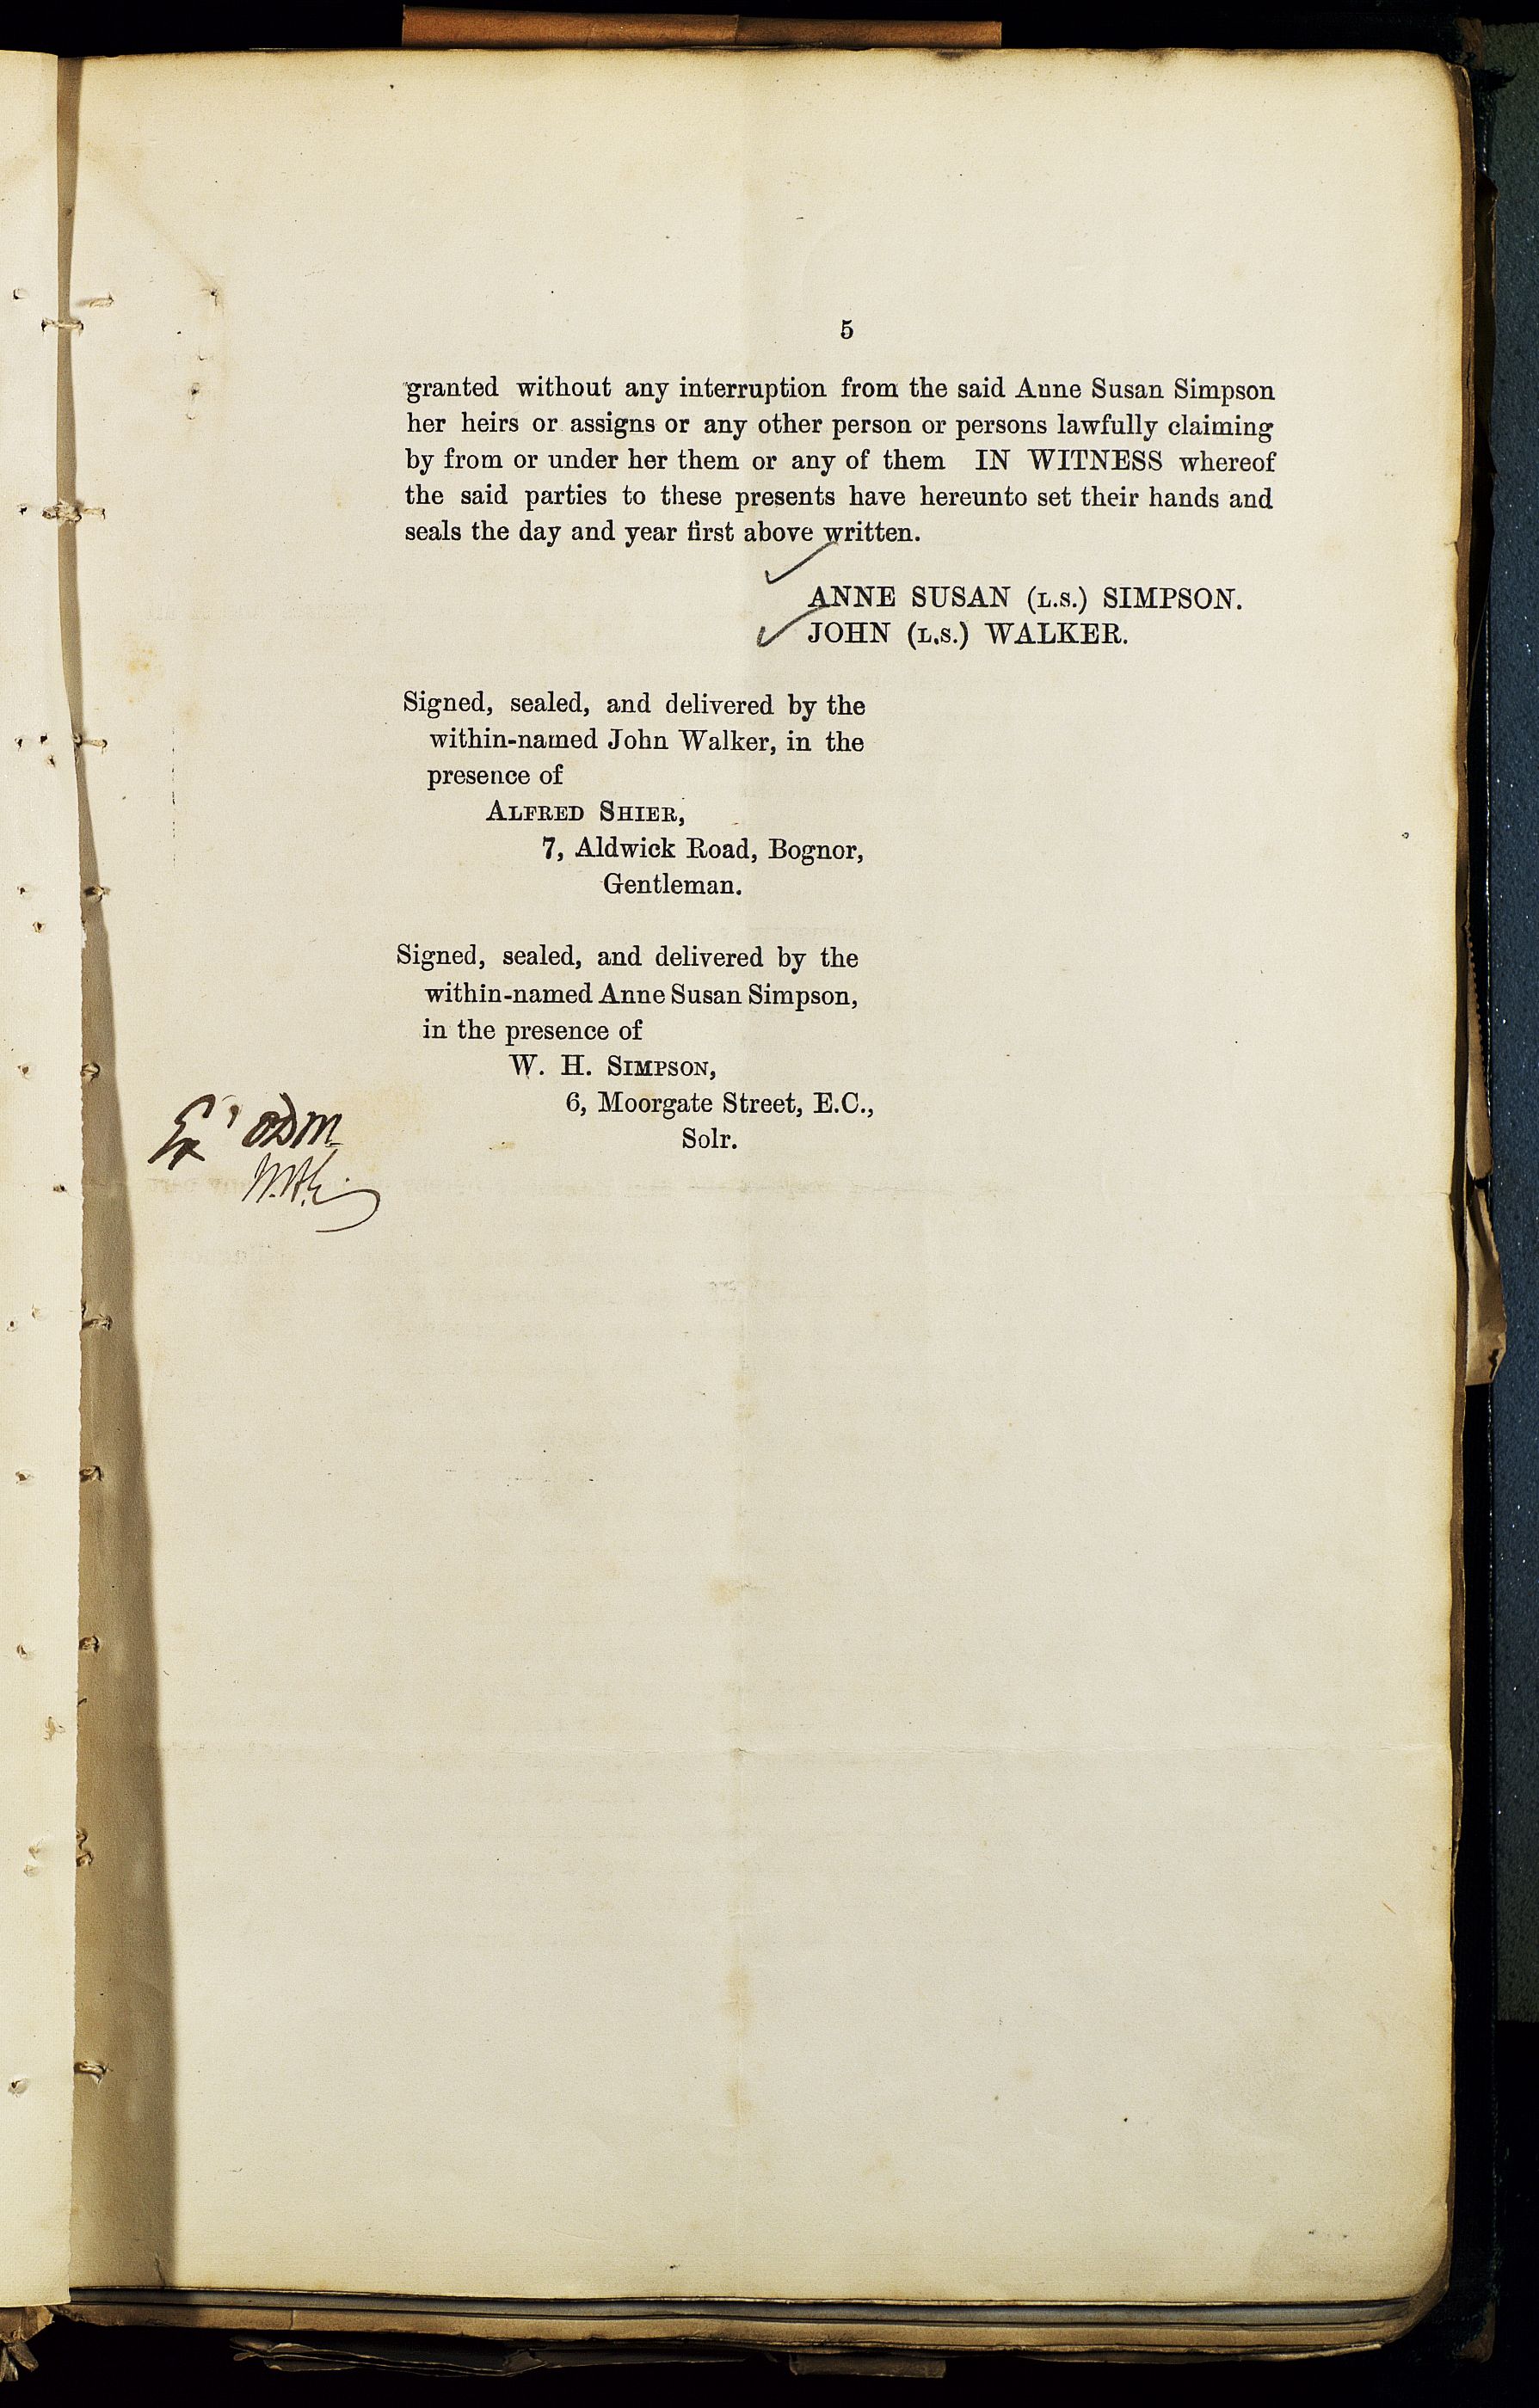 5
granted without any interruption from the said Anne Susan Simpson
her heirs or assigns or any other person or persons lawfully claiming
by from or under her them or any of them IN WITNESS whereof
the said parties to these presents have hereunto set their hands and
seals the day and year first above written.
ANNE SUSAN (L.S.) SIMPSON.
JOHN (L.S.) WALKER.
Signed, sealed, and delivered by the
within-named John Walker, in the
presence of
ALFRED SHIER,
7, Aldwick Road, Bognor,
Gentleman.
Signed, sealed, and delivered by the
within-named Anne Susan Simpson,
in the presence of
W. H. SIMPSON,
6, Moorgate Street, E.C.,
Solr.